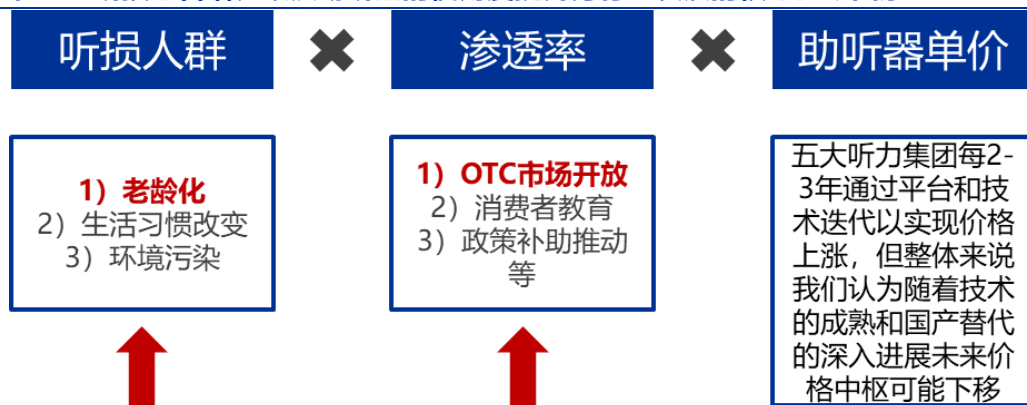 听损人群
渗透率
助听器单价
1）老龄化
2）生活习惯改变
3）环境污染
1）OTC市场开放
2）消费者教育
3）政策补助推动
等
五大听力集团每2-
3年通过平台和技
术迭代以实现价格
上涨，但整体来说
我们认为随着技术
的成熟和国产替代
的深入进展未来价
格中枢可能下移